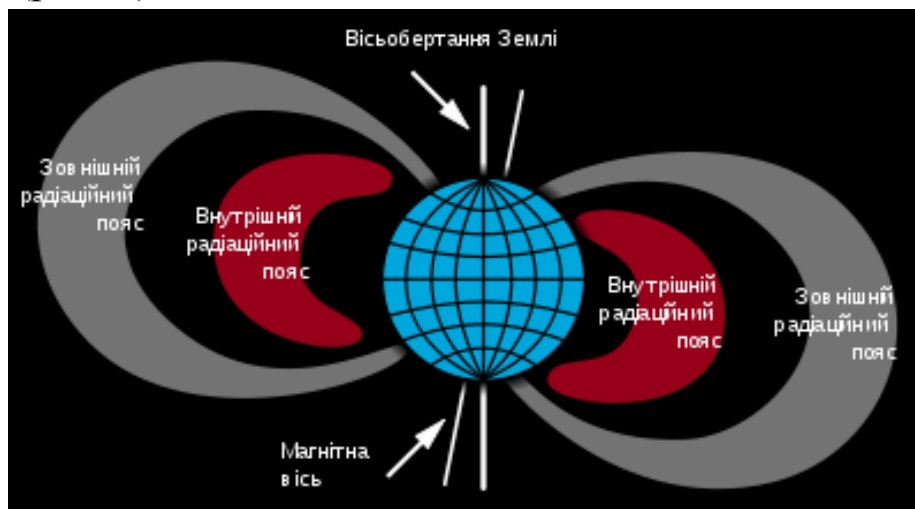 Вісьобертання Землі
Зовнішній
радіаційний
пояс
Внутрішній
радіаційний
пояс
Внутрішній
радіаційний
пояс
Зовнішній
радіаційний
пояс
Магнітна
вісь